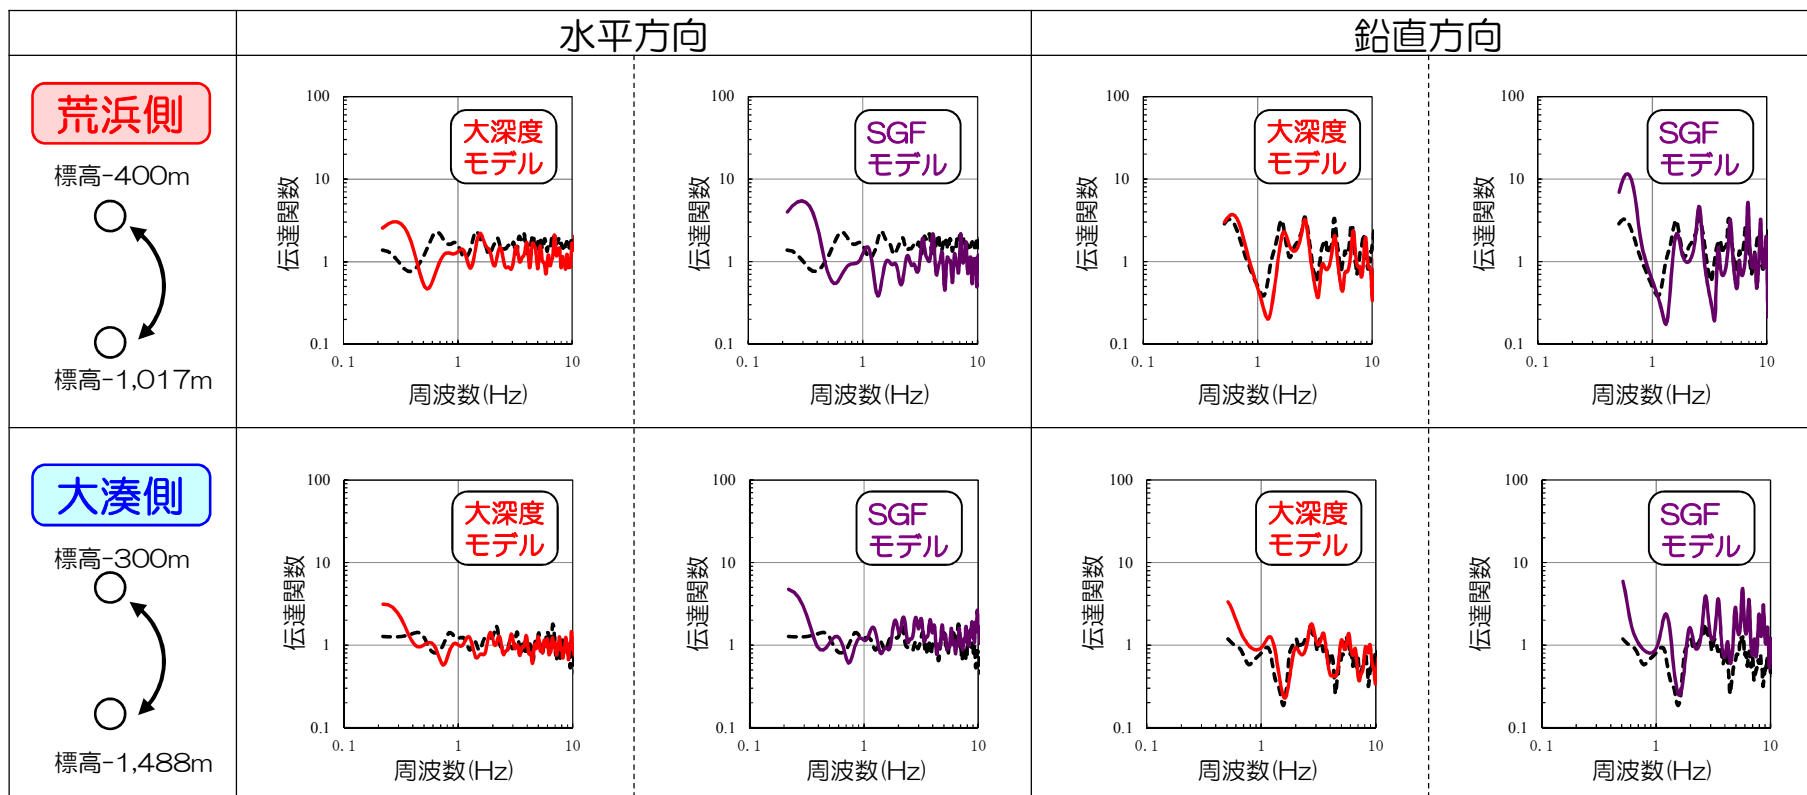 水平方向
鉛直方向
荒浜側
標高-400m
標高-1,017m
100
10
1
0.1
0.1
1
10
伝達関数
周波数(Hz)
大深度
モデル
100
10
1
0.1
0.1
1
10
伝達関数
周波数(Hz)
SGF
モデル
100
10
1
0.1
0.1
1
10
伝達関数
周波数(Hz)
大深度
モデル
100
10
1
0.1
0.1
1
10
伝達関数
周波数(Hz)
SGF
モデル
大湊側
標高-300m
標高-1,488m
100
10
1
0.1
0.1
1
10
伝達関数
周波数(Hz)
大深度
モデル
100
10
1
0.1
0.1
1
10
伝達関数
周波数(Hz)
SGF
モデル
100
10
1
0.1
0.1
1
10
伝達関数
周波数(Hz)
大深度
モデル
100
10
1
0.1
0.1
1
10
伝達関数
周波数(Hz)
SGF
モデル